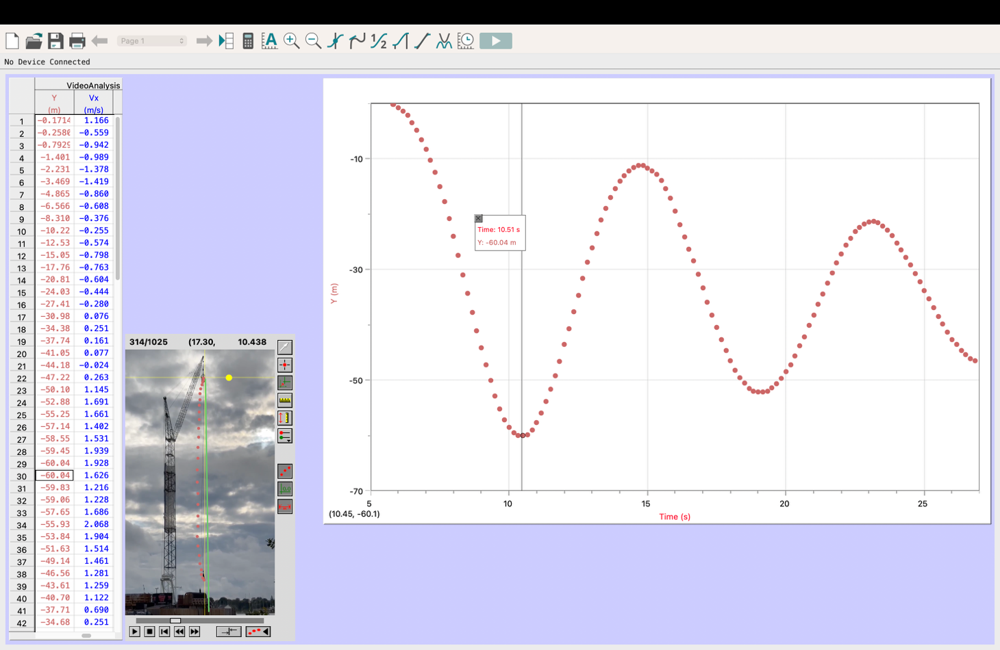 Page 1
A
1/2
No Device Connected
VideoAnalysis
Y Vx
(m) (m/s)
1 -0.1714 1.166
2 -0.2580 -0.559
3 -0.7929 -0.942
4 -1.401 -0.989
5 -2.231 -1.378
6 -3.469 -1.419
7 -4.865 -0.860
8 -6.566 -0.608
9 -8.310 -0.376
10 -10.22 -0.255
11 -12.53 -0.574
12 -15.05 -0.798
13 -17.76 -0.763
14 -20.81 -0.604
15 -24.03 -0.444
16 -27.41 -0.280
17 -30.98 0.076
18 -34.38 0.251
19 -37.74 0.161
20 -41.05 0.077
21 -44.18 -0.024
22 -47.22 0.263
23 -50.10 1.145
24 -52.88 1.691
25 -55.25 1.661
26 -57.14 1.402
27 -58.55 1.531
28 -59.45 1.939
29 -60.04 1.928
30 -60.04 1.626
31 -59.83 1.216
32 -59.06 1.228
33 -57.65 1.686
34 -55.93 2.068
35 -53.84 1.904
36 -51.63 1.514
37 -49.14 1.461
38 -46.56 1.281
39 -43.61 1.259
40 -40.70 1.122
41 -37.71 0.690
42 -34.68 0.251
314/1025 (17.30, 10.438
-10
-30
-50
-70
Y (m)
Time: 10.51 s
Y: -60.04 m
5 10 15 20 25
(10.45, -60.1)
Time (s)